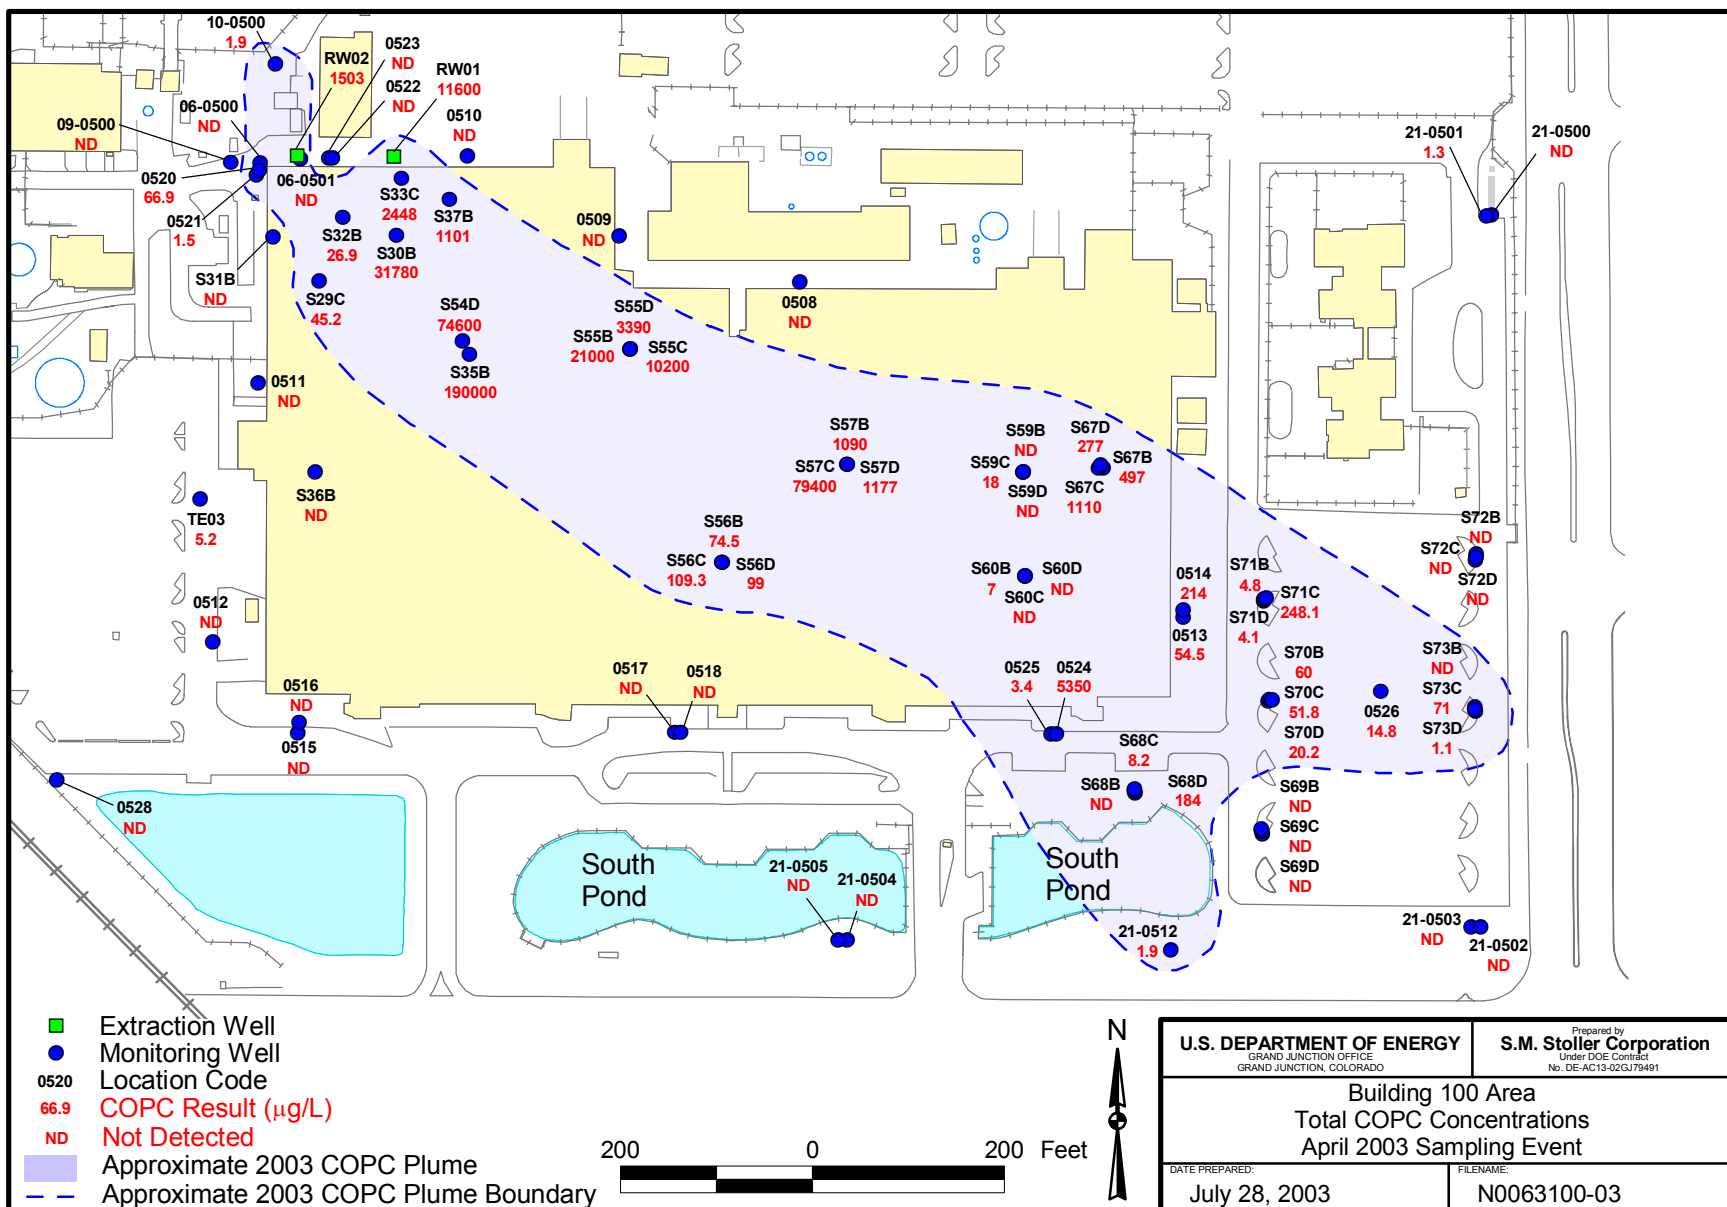 10-0500
1.9
RW02
1503
0523
ND
0522
ND
RW01
11600
0510
ND
06-0500
ND
09-0500
ND
0520
66.9
0521
1.5
06-0501
ND
S33C
2448
S37B
1101
S32B
26.9
S30B
31780
S31B
ND
S29C
45.2
0509
ND
0508
ND
21-0501
1.3
21-0500
ND
S54D
74600
S35B
190000
S55D
3390
S55B
21000
S55C
10200
0511
ND
S36B
ND
TE03
5.2
S57B
1090
S57C
79400
S57D
1177
S59B
ND
S59C
18
S59D
ND
S67D
277
S67B
497
S67C
1110
S56B
74.5
S56C
109.3
S56D
99
S60B
7
S60D
ND
S60C
ND
0514
214
0513
54.5
S71B
4.8
S71C
248.1
S71D
4.1
S72B
ND
S72C
ND
S72D
ND
0512
ND
0516
ND
0515
ND
0517
ND
0518
ND
0525
3.4
0524
5350
S70B
60
S70C
51.8
S70D
20.2
0526
14.8
S73B
ND
S73C
71
S73D
1.1
S68C
8.2
S68B
ND
S68D
184
S69B
ND
S69C
ND
S69D
ND
0528
ND
South
Pond
21-0505
ND
21-0504
ND
South
Pond
21-0512
1.9
21-0503
ND
21-0502
ND
Extraction Well
Monitoring Well
0520 Location Code
66.9 COPC Result (µg/L)
ND Not Detected
Approximate 2003 COPC Plume
Approximate 2003 COPC Plume Boundary
200 0 200 Feet
N
U.S. DEPARTMENT OF ENERGY
GRAND JUNCTION OFFICE
GRAND JUNCTION, COLORADO
Prepared by
S.M. Stoller Corporation
Under DOE Contract
No. DE-AC13-02GJ79491
Building 100 Area
Total COPC Concentrations
April 2003 Sampling Event
DATE PREPARED:
July 28, 2003
FILENAME:
N0063100-03